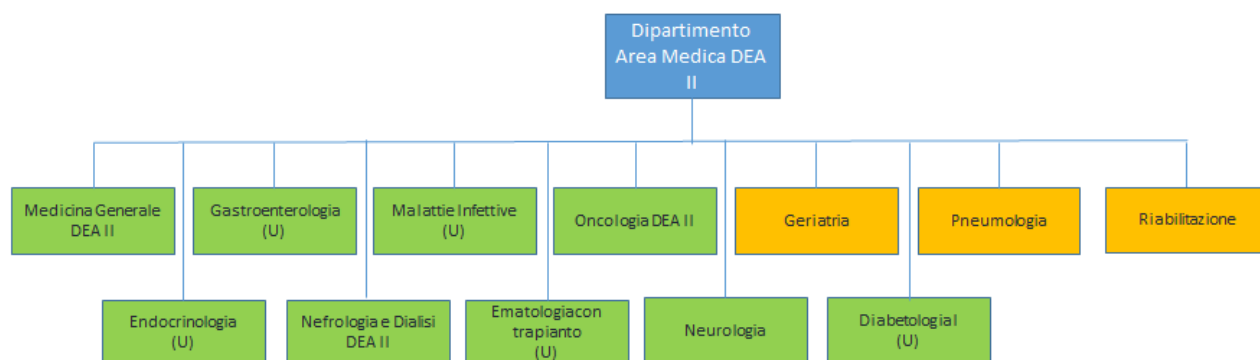 Dipartimento
Area Medica DEA
II
Medicina Generale
DEA II
Gastroenterologia
(U)
Malattie Infettive
(U)
Oncologia DEA II
Geriatria
Pneumologia
Riabilitazione
Endocrinologia
(U)
Nefrologia e Dialisi
DEA II
Ematologiacon
trapianto
(U)
Neurologia
Diabetologia I
(U)